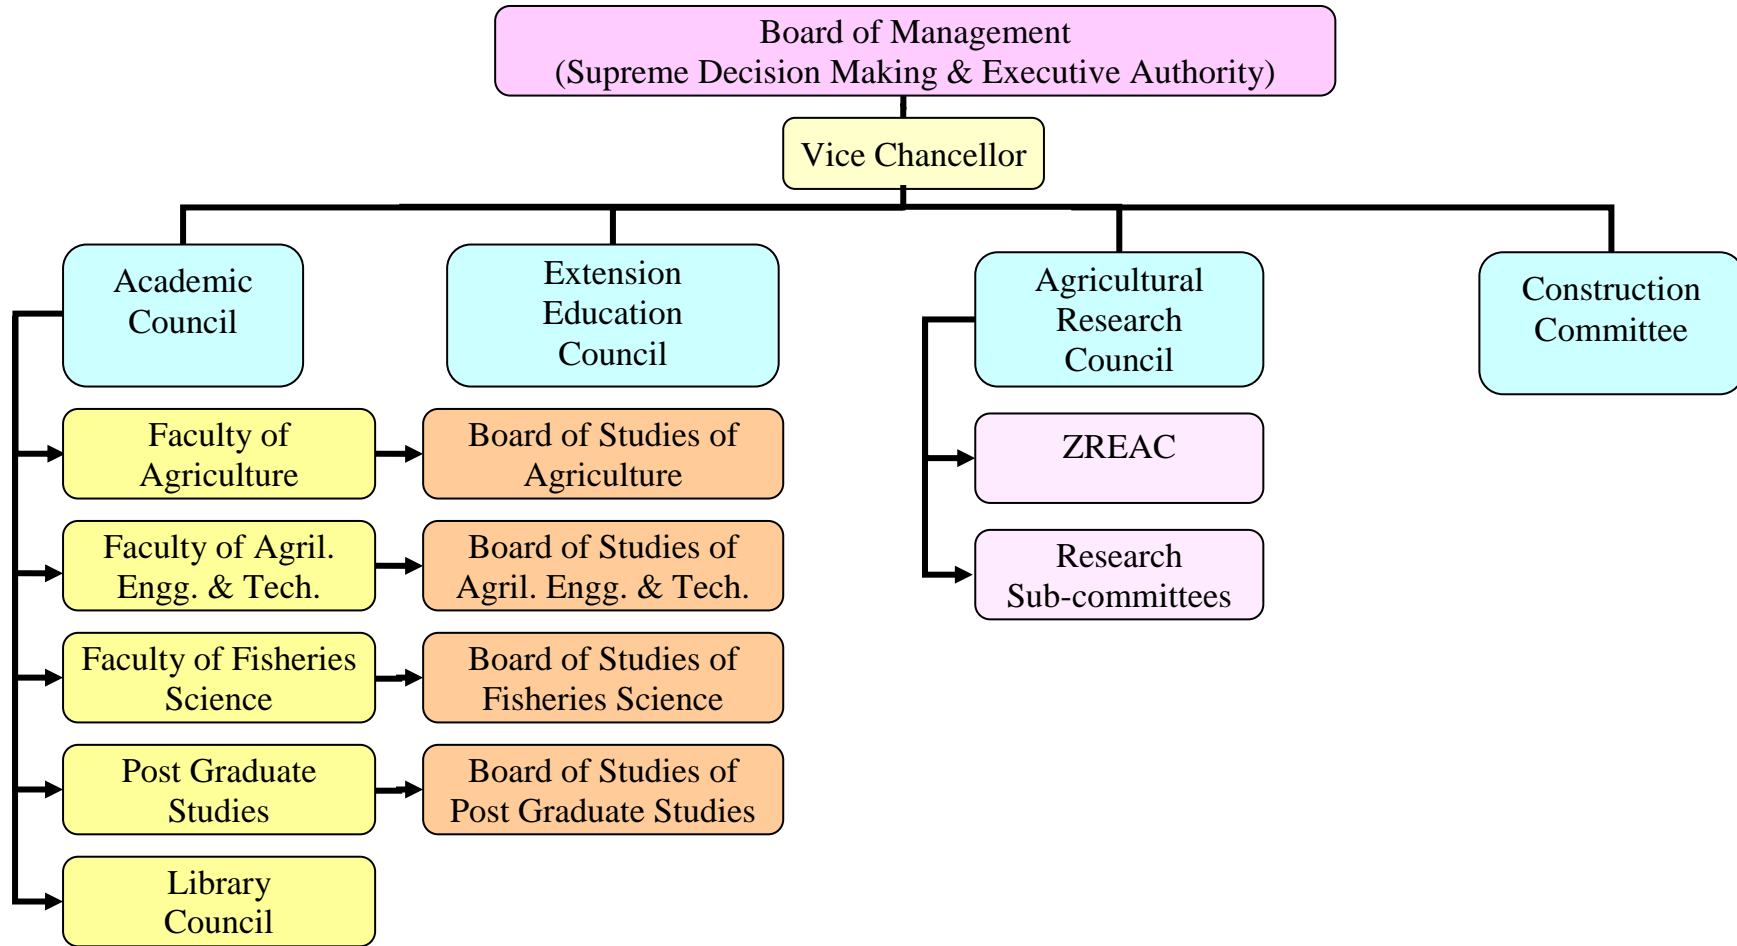 Board of Management
(Supreme Decision Making & Executive Authority)
Vice Chancellor
Academic
Council
Extension
Education
Council
Agricultural
Research
Council
Construction
Committee
Faculty of
Agriculture
Board of Studies of
Agriculture
ZREAC
Faculty of Agril.
Engg. & Tech.
Board of Studies of
Agril. Engg. & Tech.
Research
Sub-committees
Faculty of Fisheries
Science
Board of Studies of
Fisheries Science
Post Graduate
Studies
Board of Studies of
Post Graduate Studies
Library
Council